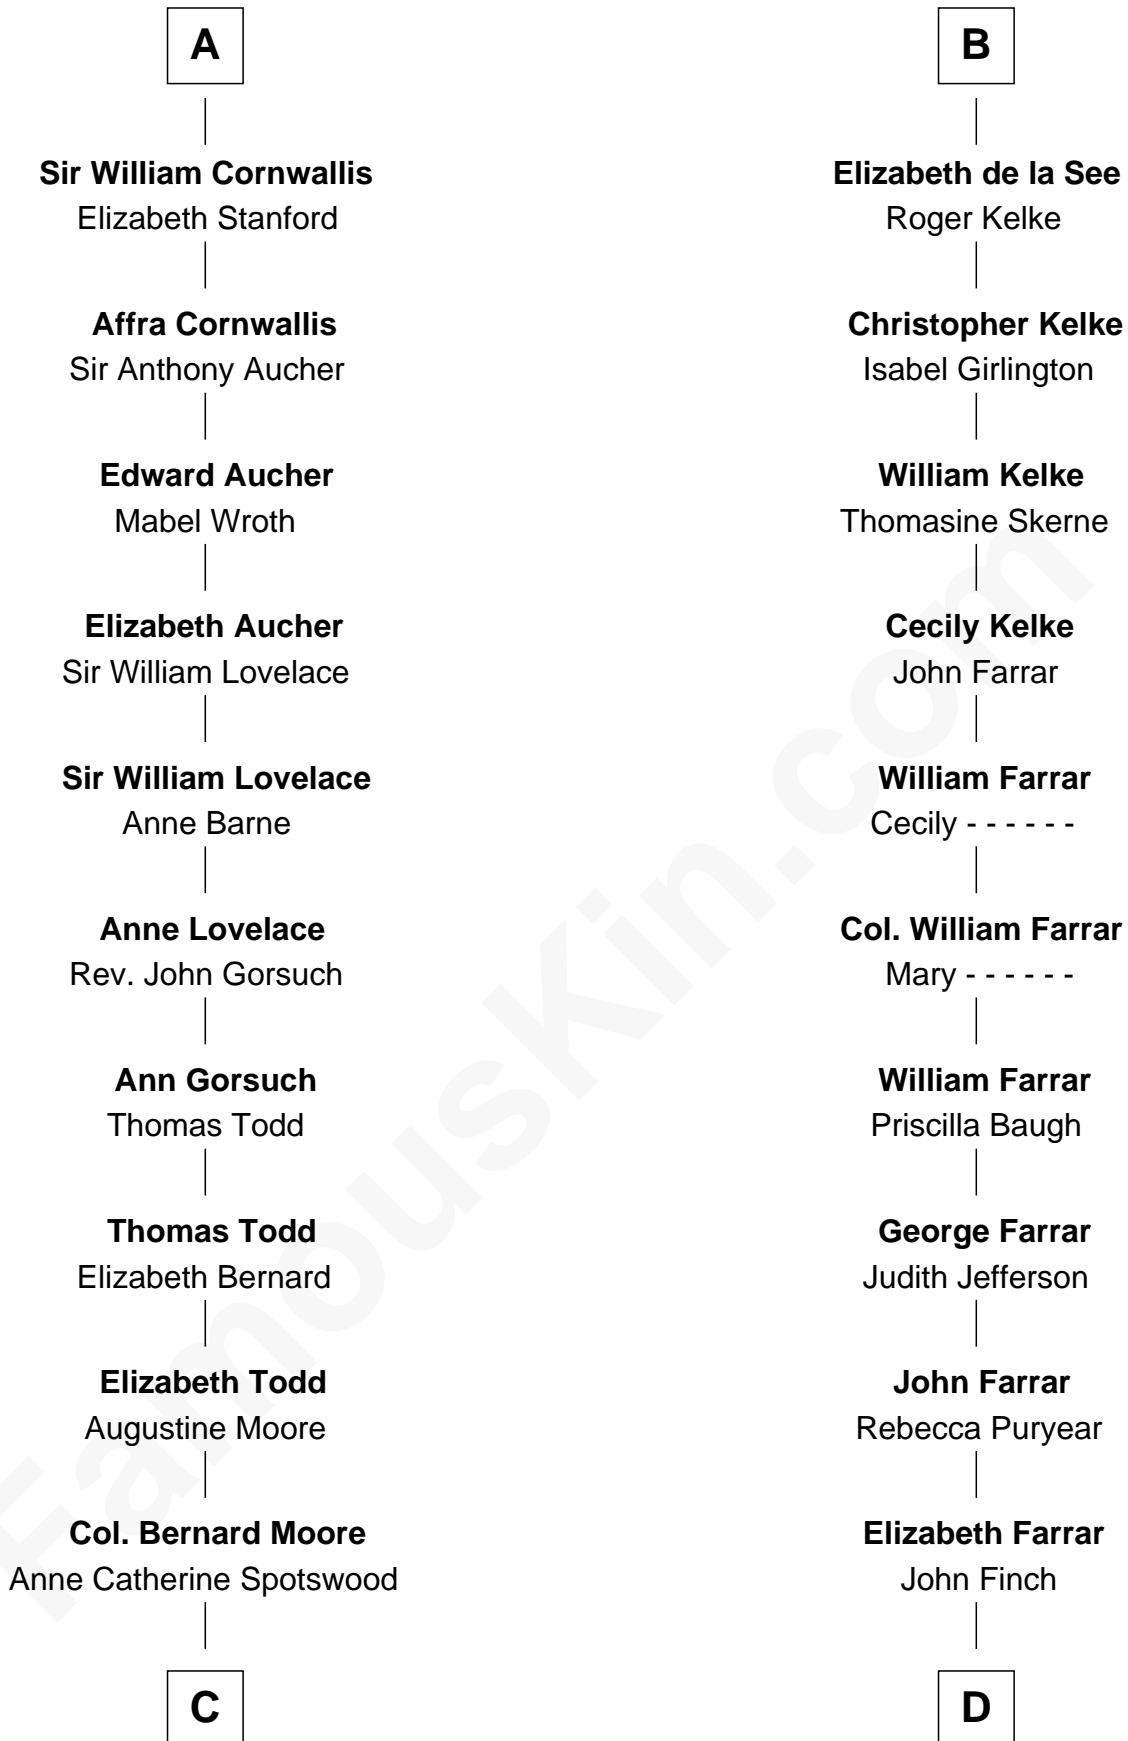 A
Sir William Cornwallis
Elizabeth Stanford
Affra Cornwallis
Sir Anthony Aucher
Edward Aucher
Mabel Wroth
Elizabeth Aucher
Sir William Lovelace
Sir William Lovelace
Anne Barne
Anne Lovelace
Rev. John Gorsuch
Ann Gorsuch
Thomas Todd
Thomas Todd
Elizabeth Bernard
Elizabeth Todd
Augustine Moore
Col. Bernard Moore
Anne Catherine Spotswood
C
B
Elizabeth de la See
Roger Kelke
Christopher Kelke
Isabel Girlington
William Kelke
Thomasine Skerne
Cecily Kelke
John Farrar
William Farrar
Cecily - - - - - -
Col. William Farrar
Mary - - - - - -
William Farrar
Priscilla Baugh
George Farrar
Judith Jefferson
John Farrar
Rebecca Puryear
Elizabeth Farrar
John Finch
D
FamousKin.com